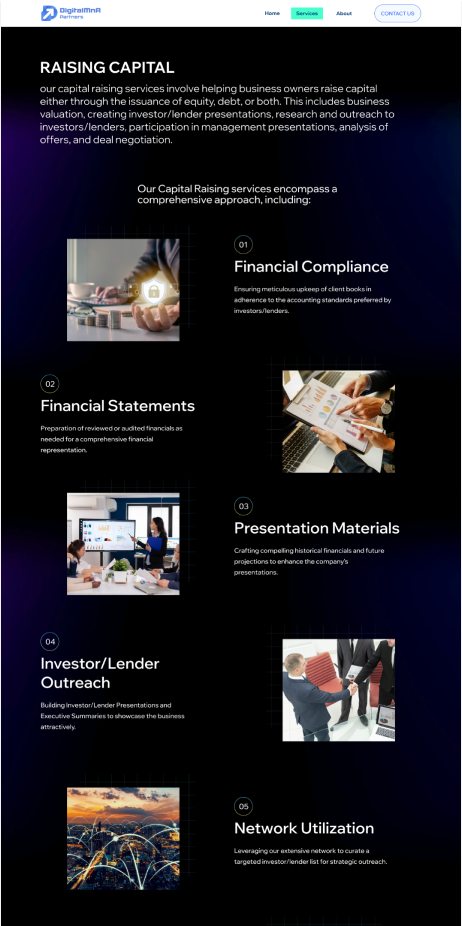 DigitalMnA
Partners
Home
Services
About
CONTACT US
RAISING CAPITAL
our capital raising services involve helping business owners raise capital
either through the issuance of equity, debt, or both. This includes business
valuation, creating investor/lender presentations, research and outreach to
investors/lenders, participation in management presentations, analysis of
offers, and deal negotiation.
Our Capital Raising services encompass a
comprehensive approach, including:
01
Financial Compliance
Ensuring meticulous upkeep of client books in
adherence to the accounting standards preferred by
investors/lenders.
02
Financial Statements
Preparation of reviewed or audited financials as
needed for a comprehensive financial
representation.
03
Presentation Materials
Crafting compelling historical financials and future
projections to enhance the company's
presentations.
04
Investor/Lender
Outreach
Building Investor/Lender Presentations and
Executive Summaries to showcase the business
attractively.
05
Network Utilization
Leveraging our extensive network to curate a
targeted investor/lender list for strategic outreach.